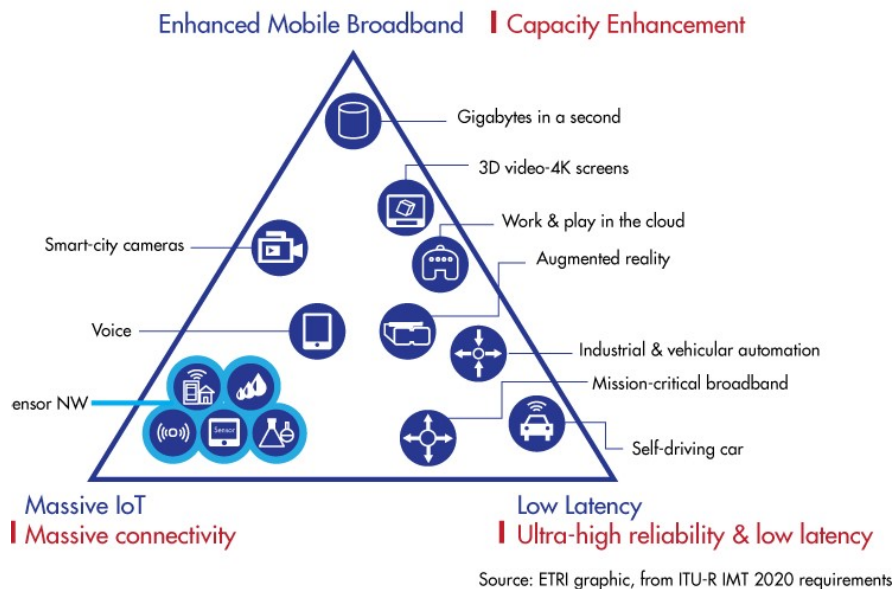 Enhanced Mobile Broadband
Capacity Enhancement
Gigabytes in a second
3D video-4K screens
Work & play in the cloud
Smart-city cameras
Augmented reality
Voice
Industrial & vehicular automation
Mission-critical broadband
ensor NW
Sensor
Self-driving car
Massive IoT
Massive connectivity
Low Latency
Ultra-high reliability & low latency
Source: ETRI graphic, from ITU-R IMT 2020 requirements